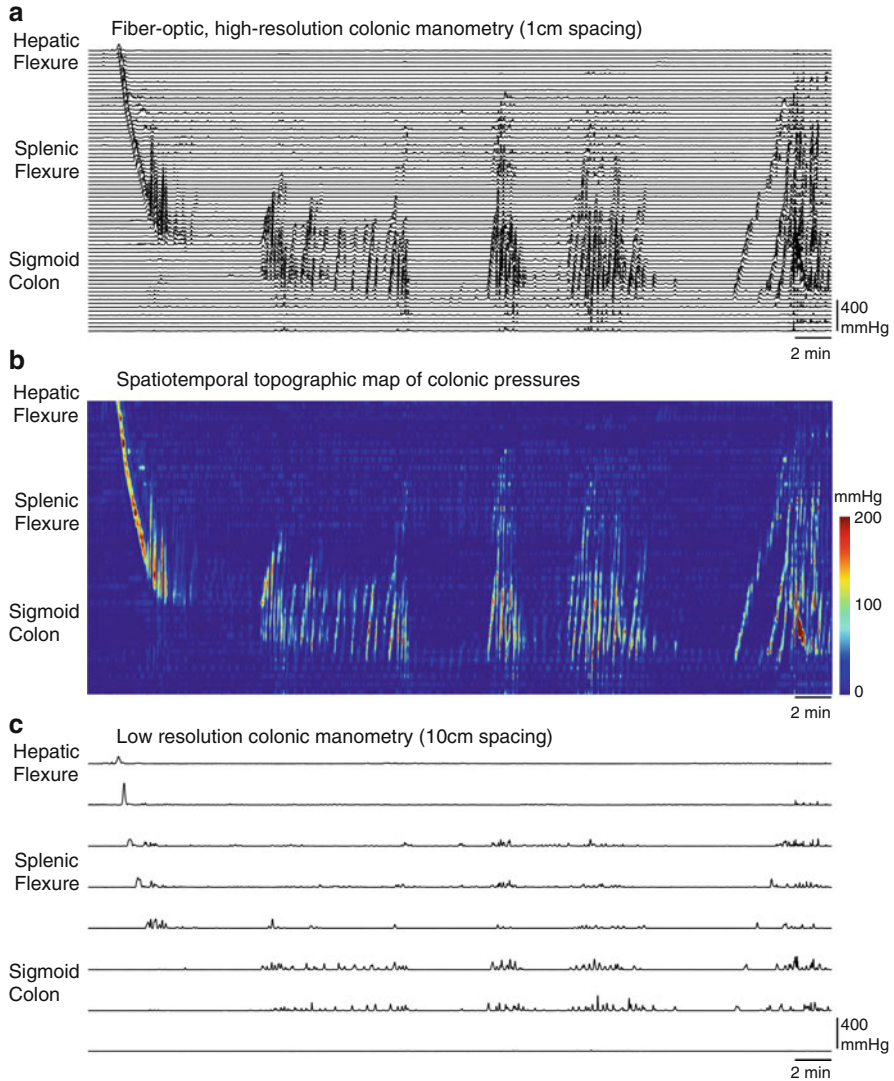 a
Fiber-optic, high-resolution colonic manometry (1cm spacing)
Hepatic
Flexure
Splenic
Flexure
Sigmoid
Colon
400
mmHg
2 min
b
Spatiotemporal topographic map of colonic pressures
Hepatic
Flexure
Splenic
Flexure
Sigmoid
Colon
mmHg
200
100
0
2 min
c
Low resolution colonic manometry (10cm spacing)
Hepatic
Flexure
Splenic
Flexure
Sigmoid
Colon
400
mmHg
2 min